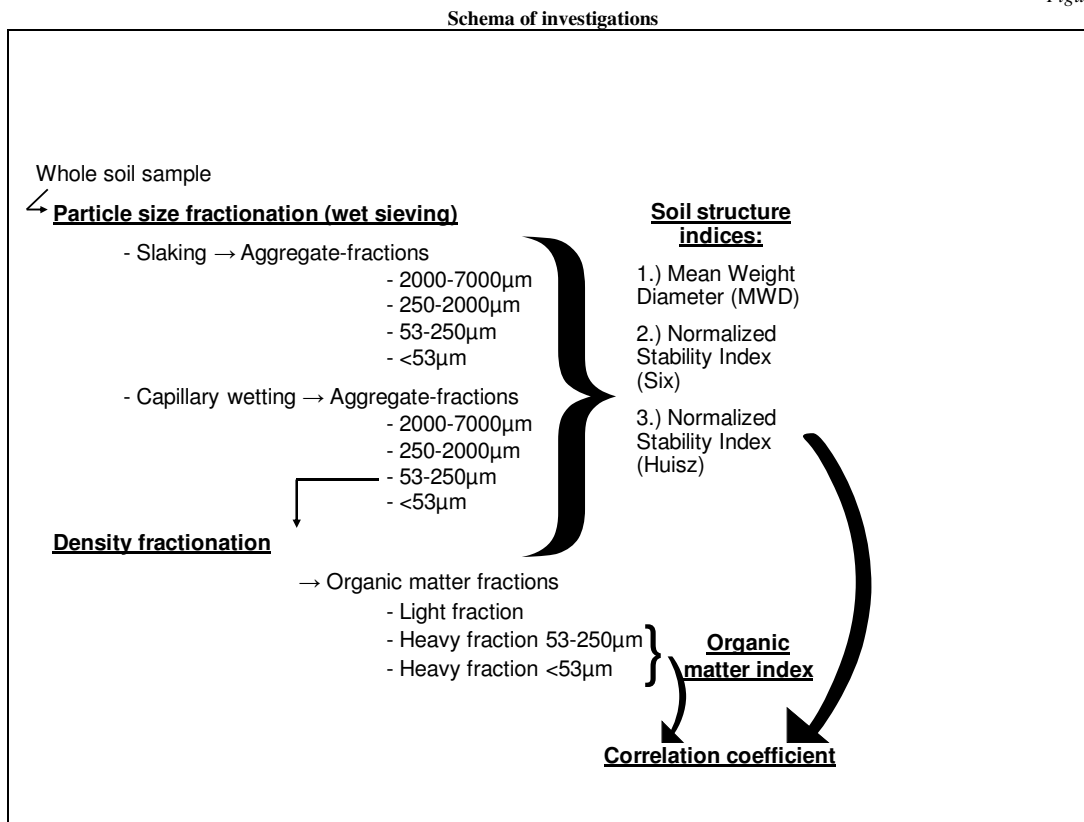 Schema of investigations
Whole soil sample
Particle size fractionation (wet sieving)
- Slaking → Aggregate-fractions
- 2000-7000µm
- 250-2000µm
- 53-250µm
- <53µm
- Capillary wetting → Aggregate-fractions
- 2000-7000µm
- 250-2000µm
- 53-250µm
- <53µm
Density fractionation
→ Organic matter fractions
- Light fraction
- Heavy fraction 53-250µm
- Heavy fraction <53µm
Soil structure
indices:
1.) Mean Weight
Diameter (MWD)
2.) Normalized
Stability Index
(Six)
3.) Normalized
Stability Index
(Huisz)
Organic
matter index
Correlation coefficient